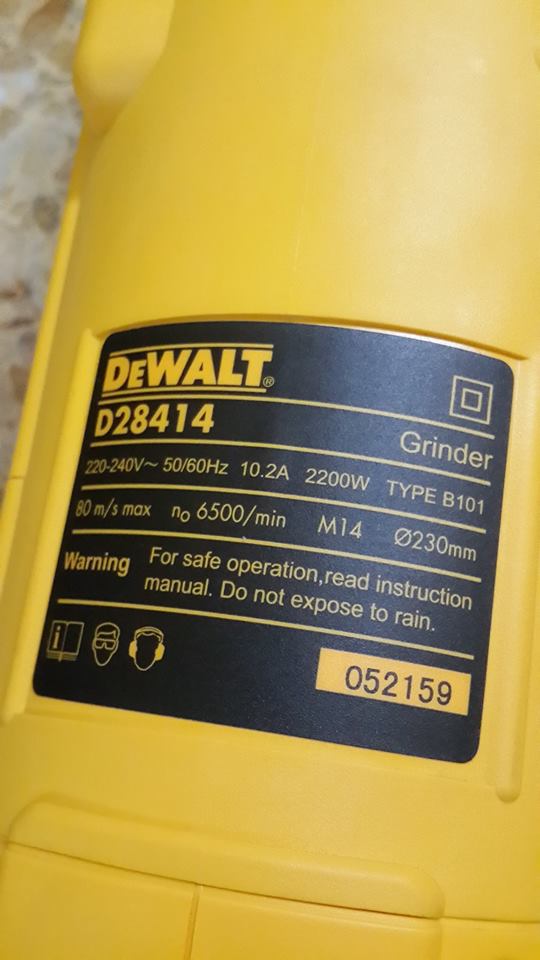 DEWALT®
D28414
Grinder
220-240V~ 50/60Hz 10.2A 2200W TYPE B101
80 m/s max n₀ 6500/min M14 Ø230mm
Warning For safe operation,read instruction
manual. Do not expose to rain.
052159